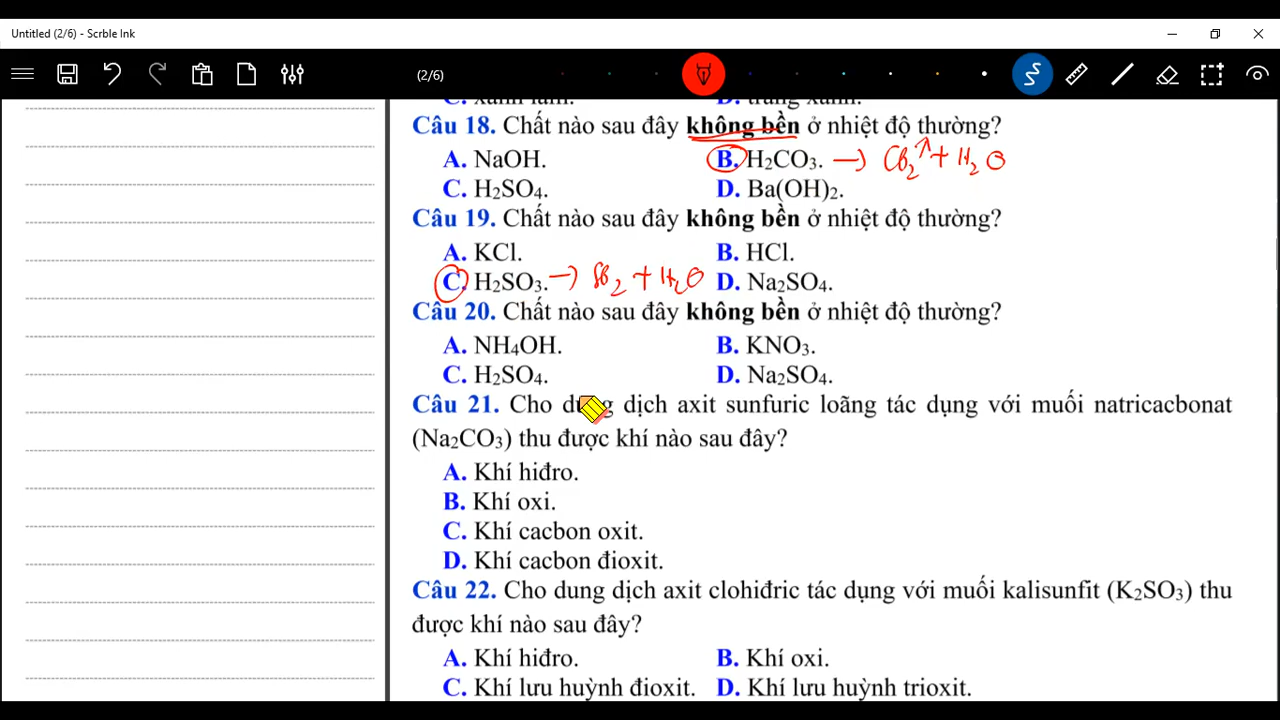 Untitled (2/6) - Scrble Ink
(2/6)
C. xanh lam. D. trắng xanh.
Câu 18. Chất nào sau đây không bền ở nhiệt độ thường?
A. NaOH. B. H2CO3. → CO2↑ + H2O
C. H2SO4. D. Ba(OH)2.
Câu 19. Chất nào sau đây không bền ở nhiệt độ thường?
A. KCl. B. HCl.
C. H2SO3. → SO2 + H2O D. Na2SO4.
Câu 20. Chất nào sau đây không bền ở nhiệt độ thường?
A. NH4OH. B. KNO3.
C. H2SO4. D. Na2SO4.
Câu 21. Cho dung dịch axit sunfuric loãng tác dụng với muối natricacbonat
(Na2CO3) thu được khí nào sau đây?
A. Khí hiđro.
B. Khí oxi.
C. Khí cacbon oxit.
D. Khí cacbon đioxit.
Câu 22. Cho dung dịch axit clohiđric tác dụng với muối kalisunfit (K2SO3) thu
được khí nào sau đây?
A. Khí hiđro. B. Khí oxi.
C. Khí lưu huỳnh đioxit. D. Khí lưu huỳnh trioxit.